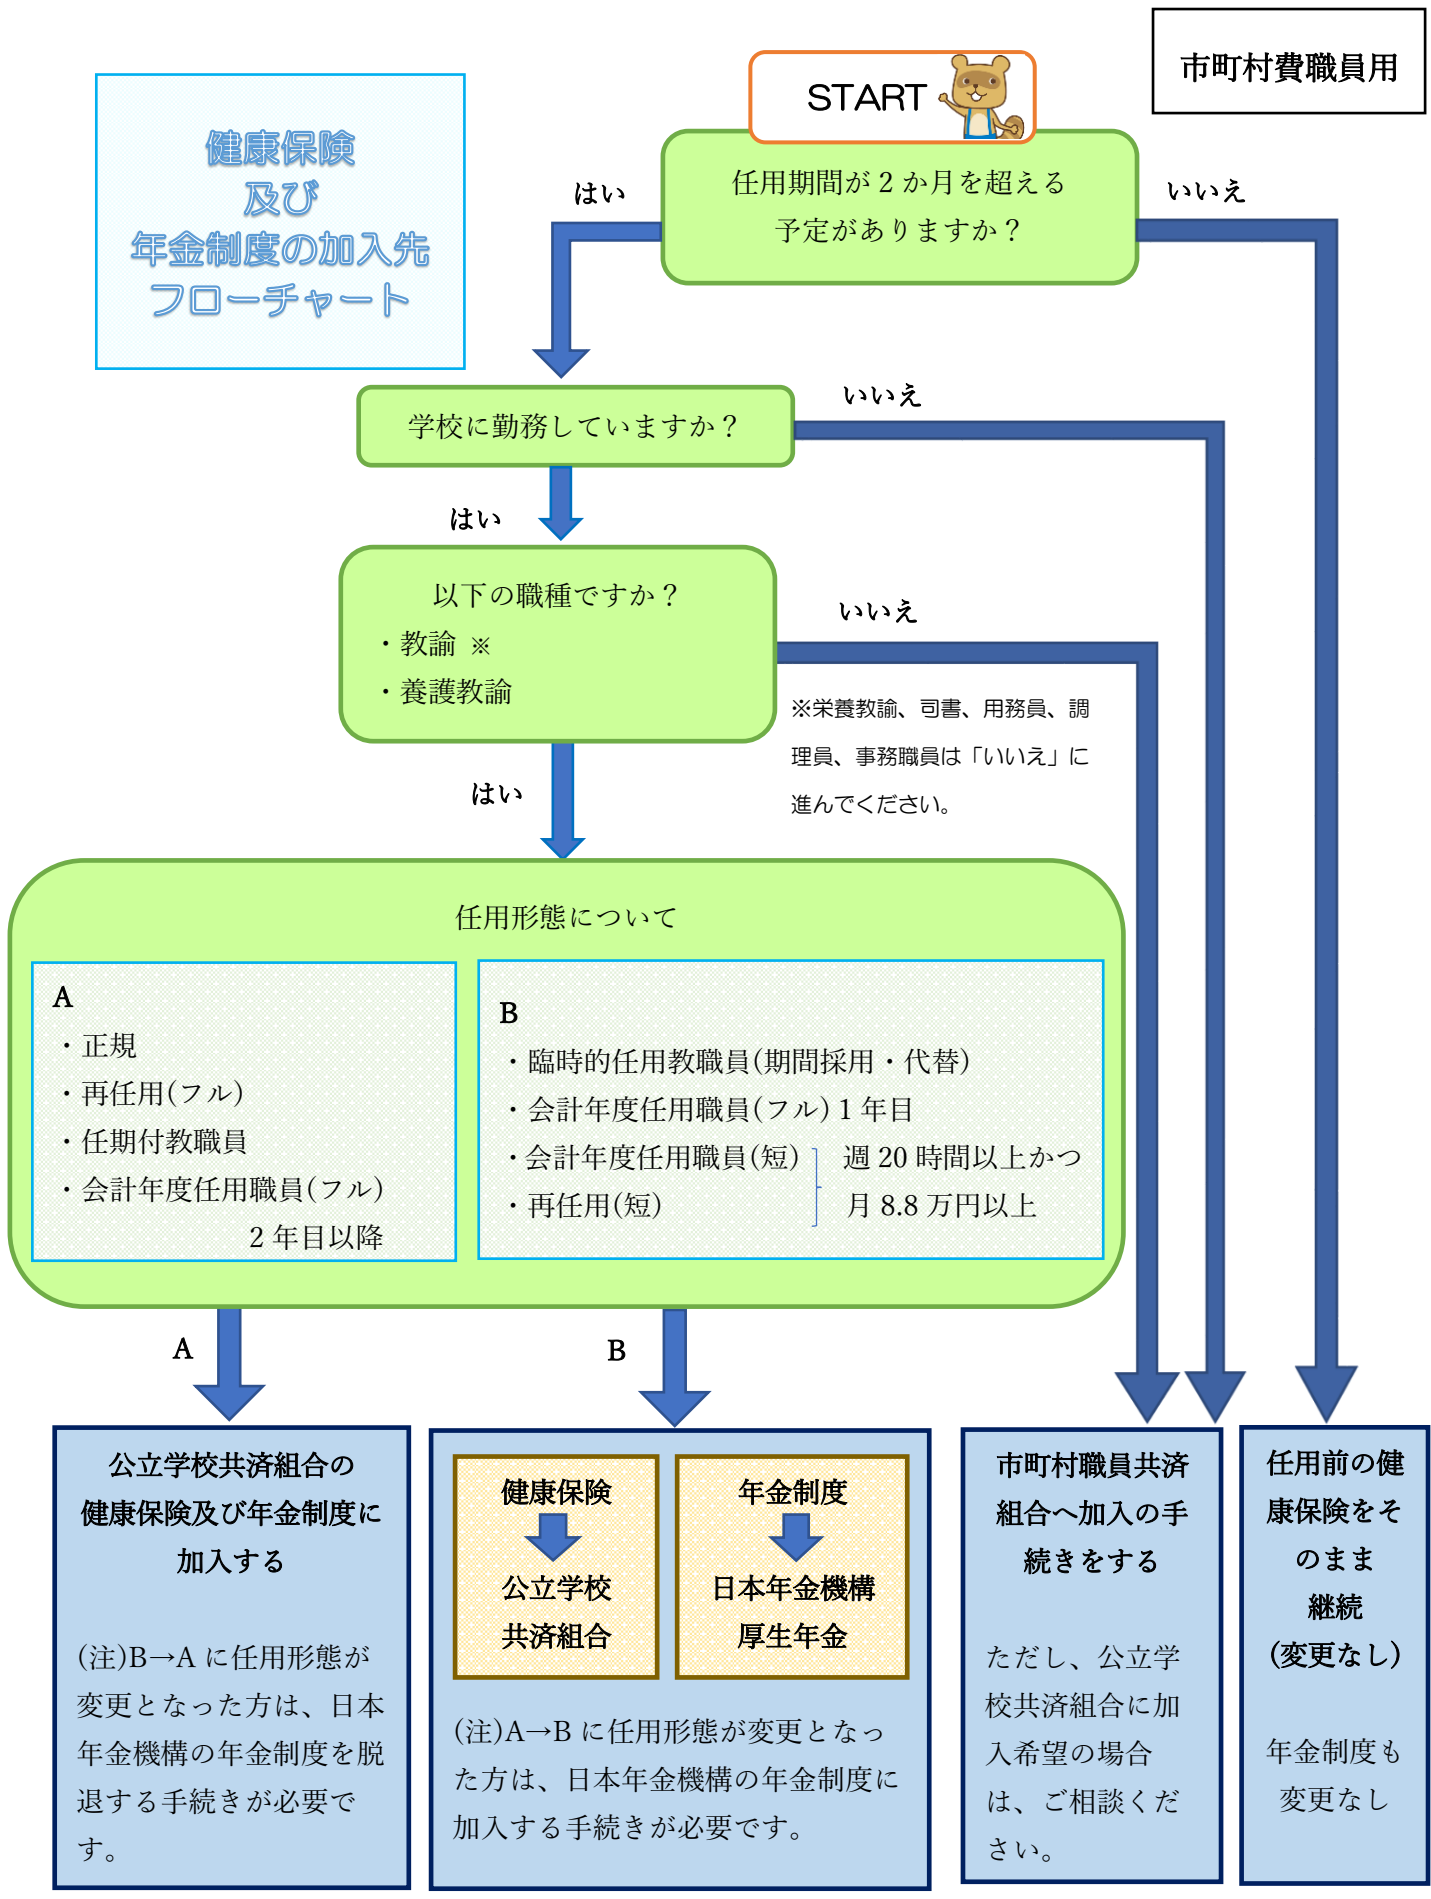 市町村費職員用
健康保険
及び
年金制度の加入先
フローチャート
START
任用期間が２か月を超える
予定がありますか？
はい
いいえ
学校に勤務していますか？
いいえ
はい
以下の職種ですか？
・教諭 ※
・養護教諭
いいえ
※栄養教諭、司書、用務員、調
理員、事務職員は「いいえ」に
進んでください。
はい
任用形態について
A
・正規
・再任用(フル)
・任期付教職員
・会計年度任用職員(フル)
２年目以降
B
・臨時的任用教職員(期間採用・代替)
・会計年度任用職員(フル)１年目
・会計年度任用職員(短) 週 20 時間以上かつ
・再任用(短) 月 8.8 万円以上
A
B
公立学校共済組合の
健康保険及び年金制度に
加入する
(注)B→A に任用形態が
変更となった方は、日本
年金機構の年金制度を脱
退する手続きが必要で
す。
健康保険
公立学校
共済組合
年金制度
日本年金機構
厚生年金
(注)A→B に任用形態が変更となっ
た方は、日本年金機構の年金制度に
加入する手続きが必要です。
市町村職員共済
組合へ加入の手
続きをする
ただし、公立学
校共済組合に加
入希望の場合
は、ご相談くだ
さい。
任用前の健
康保険をそ
のまま
継続
（変更なし）
年金制度も
変更なし